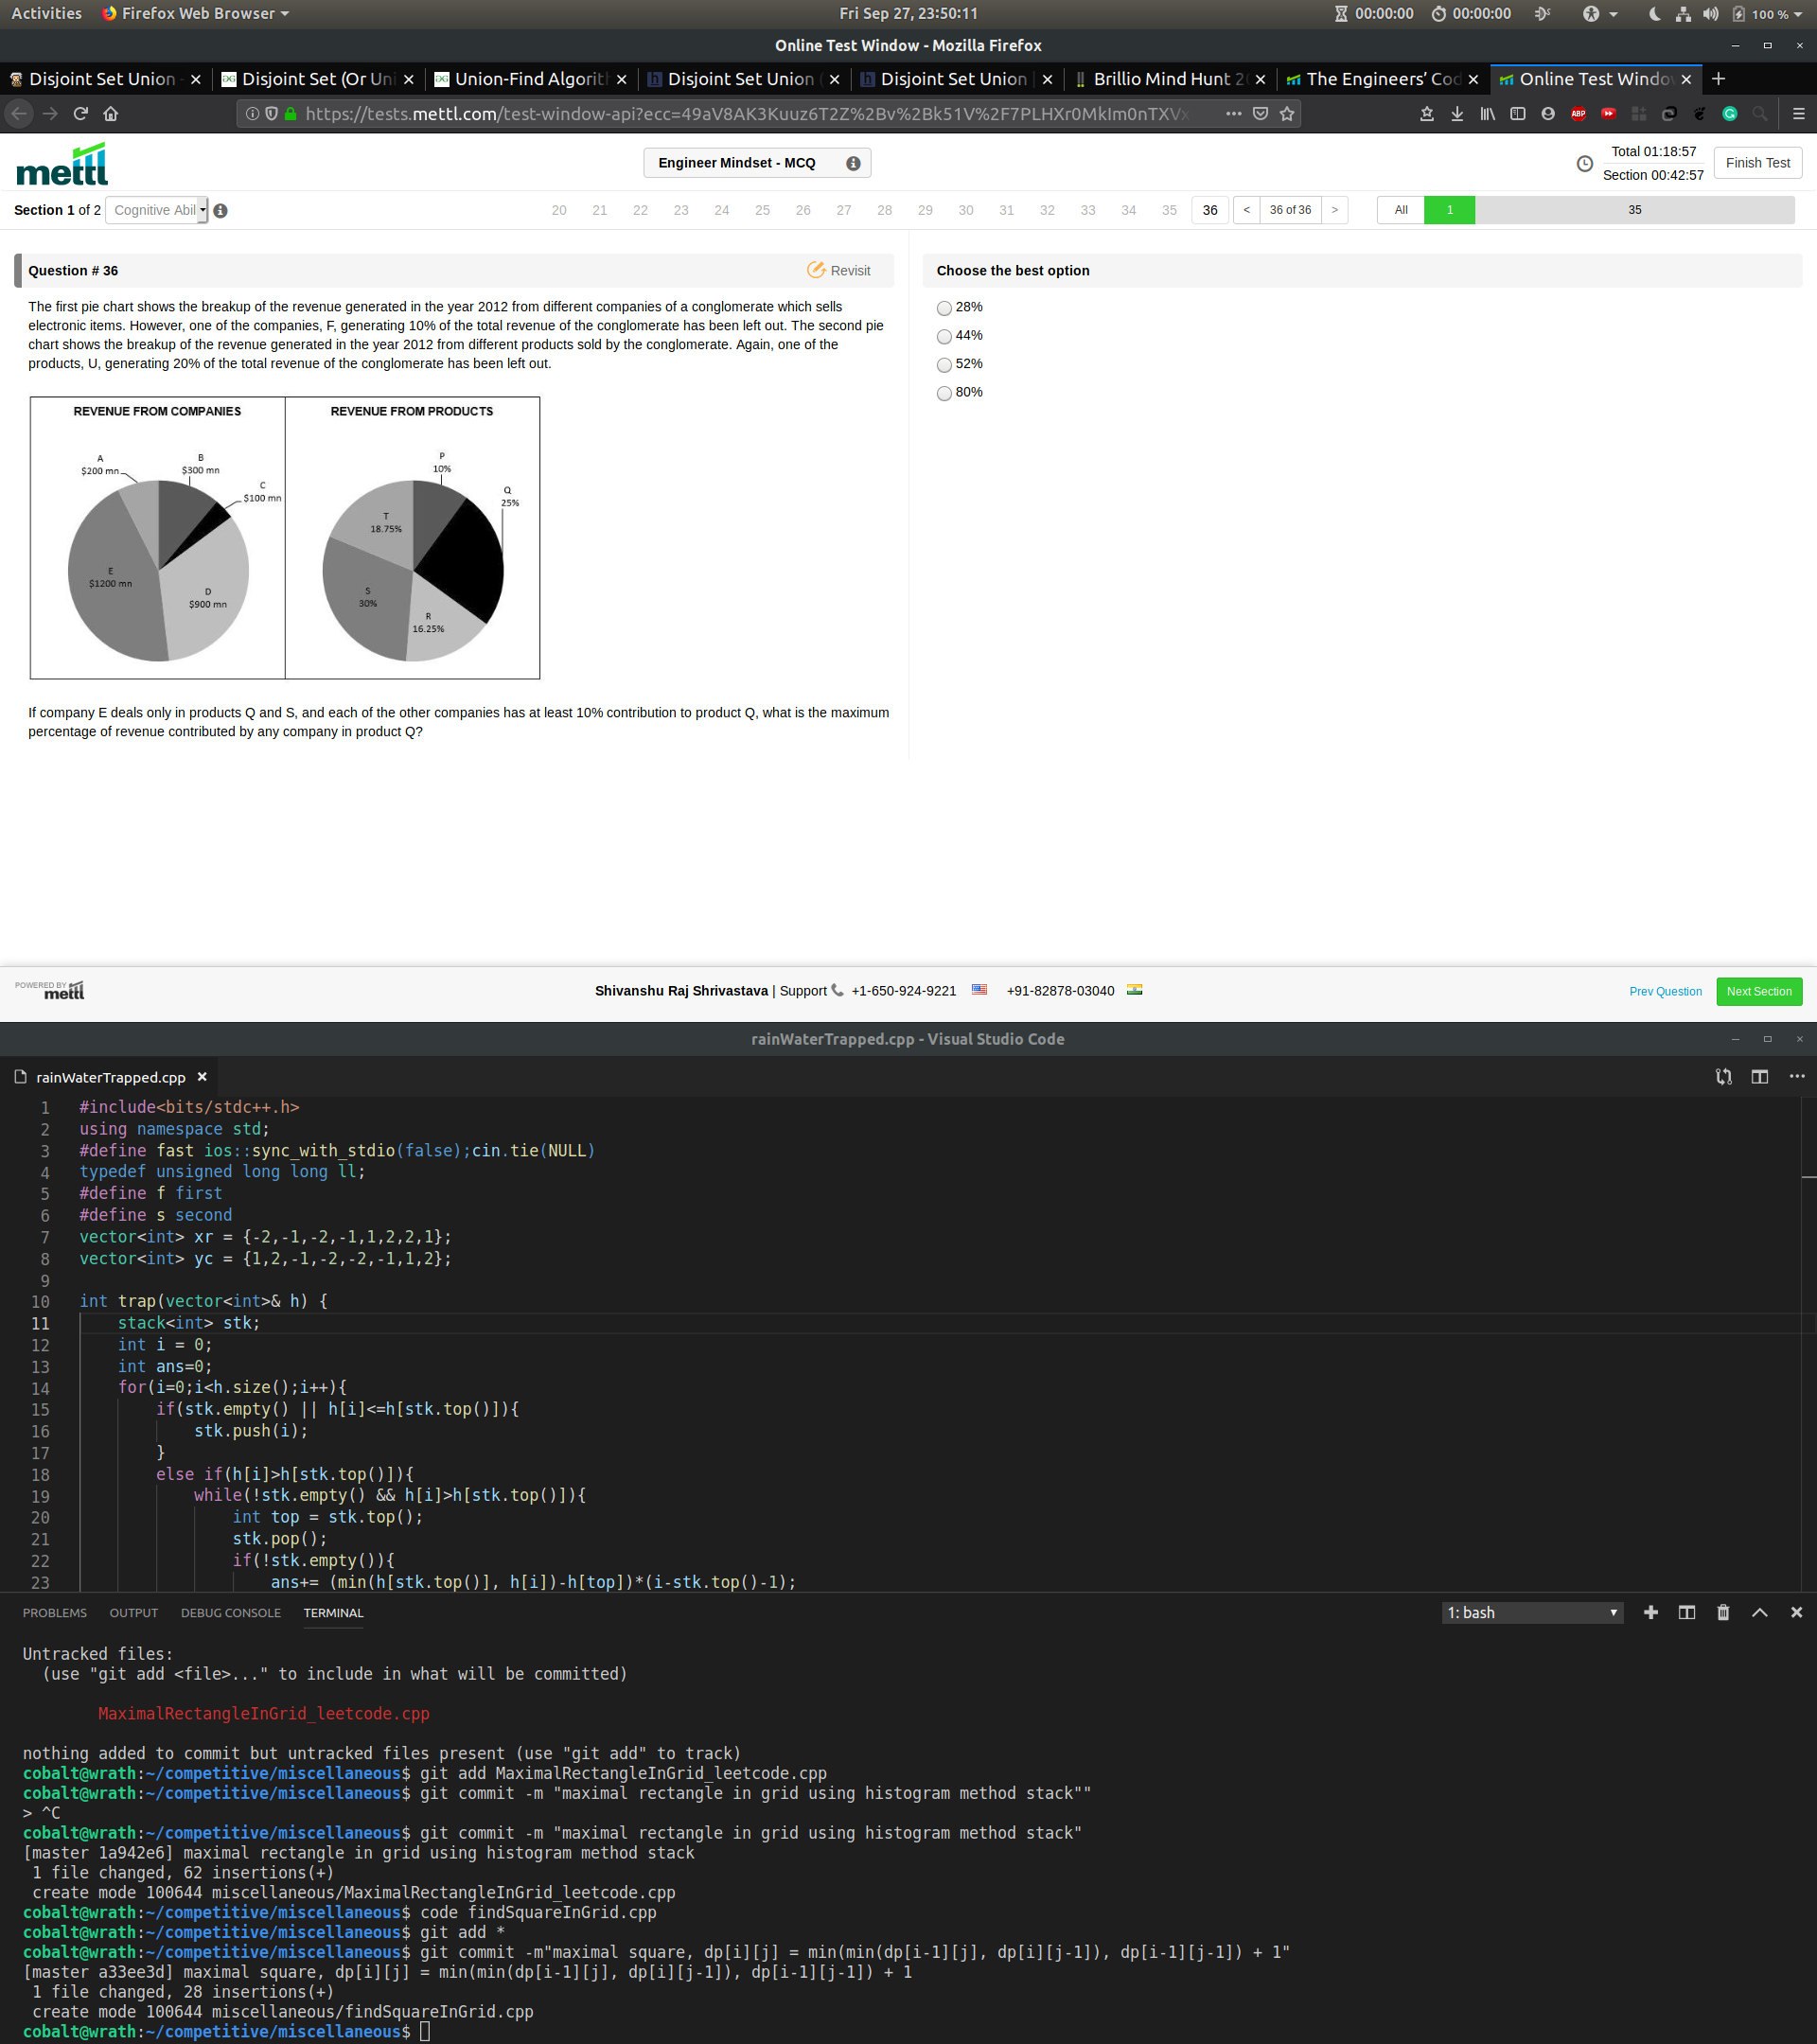 Activities Firefox Web Browser Fri Sep 27, 23:50:11 00:00:00 00:00:00 100 %
Online Test Window - Mozilla Firefox
Disjoint Set Union - Disjoint Set (Or Uni Union-Find Algorit Disjoint Set Union ( Disjoint Set Union | Brillio Mind Hunt 2 The Engineers' Cod Online Test Windo
https://tests.mettl.com/test-window-api?ecc=49aV8AK3Kuuz6T2Z%2Bv%2Bk51V%2F7PLHXr0MkIm0nTXVx
mettl Engineer Mindset - MCQ Total 01:18:57 Section 00:42:57 Finish Test
Section 1 of 2 Cognitive Abil 20 21 22 23 24 25 26 27 28 29 30 31 32 33 34 35 36 < 36 of 36 > All 1 35
Question # 36 Revisit
The first pie chart shows the breakup of the revenue generated in the year 2012 from different companies of a conglomerate which sells
electronic items. However, one of the companies, F, generating 10% of the total revenue of the conglomerate has been left out. The second pie
chart shows the breakup of the revenue generated in the year 2012 from different products sold by the conglomerate. Again, one of the
products, U, generating 20% of the total revenue of the conglomerate has been left out.
REVENUE FROM COMPANIES
A
$200 mn
B
$300 mn
C
$100 mn
E
$1200 mn
D
$900 mn
REVENUE FROM PRODUCTS
P
10%
Q
25%
T
18.75%
S
30%
R
16.25%
If company E deals only in products Q and S, and each of the other companies has at least 10% contribution to product Q, what is the maximum
percentage of revenue contributed by any company in product Q?
Choose the best option
28%
44%
52%
80%
POWERED BY mettl Shivanshu Raj Shrivastava | Support +1-650-924-9221 +91-82878-03040 Prev Question Next Section
rainWaterTrapped.cpp - Visual Studio Code
rainWaterTrapped.cpp
1 #include<bits/stdc++.h>
2 using namespace std;
3 #define fast ios::sync_with_stdio(false);cin.tie(NULL)
4 typedef unsigned long long ll;
5 #define f first
6 #define s second
7 vector<int> xr = {-2,-1,-2,-1,1,2,2,1};
8 vector<int> yc = {1,2,-1,-2,-2,-1,1,2};
9
10 int trap(vector<int>& h) {
11 stack<int> stk;
12 int i = 0;
13 int ans=0;
14 for(i=0;i<h.size();i++){
15 if(stk.empty() || h[i]<=h[stk.top()]){
16 stk.push(i);
17 }
18 else if(h[i]>h[stk.top()]){
19 while(!stk.empty() && h[i]>h[stk.top()]){
20 int top = stk.top();
21 stk.pop();
22 if(!stk.empty()){
23 ans+= (min(h[stk.top()], h[i])-h[top])*(i-stk.top()-1);
PROBLEMS OUTPUT DEBUG CONSOLE TERMINAL 1: bash
Untracked files:
(use "git add <file>..." to include in what will be committed)
MaximalRectangleInGrid_leetcode.cpp
nothing added to commit but untracked files present (use "git add" to track)
cobalt@wrath:~/competitive/miscellaneous$ git add MaximalRectangleInGrid_leetcode.cpp
cobalt@wrath:~/competitive/miscellaneous$ git commit -m "maximal rectangle in grid using histogram method stack""
> ^C
cobalt@wrath:~/competitive/miscellaneous$ git commit -m "maximal rectangle in grid using histogram method stack"
[master 1a942e6] maximal rectangle in grid using histogram method stack
1 file changed, 62 insertions(+)
create mode 100644 miscellaneous/MaximalRectangleInGrid_leetcode.cpp
cobalt@wrath:~/competitive/miscellaneous$ code findSquareInGrid.cpp
cobalt@wrath:~/competitive/miscellaneous$ git add *
cobalt@wrath:~/competitive/miscellaneous$ git commit -m"maximal square, dp[i][j] = min(min(dp[i-1][j], dp[i][j-1]), dp[i-1][j-1]) + 1"
[master a33ee3d] maximal square, dp[i][j] = min(min(dp[i-1][j], dp[i][j-1]), dp[i-1][j-1]) + 1
1 file changed, 28 insertions(+)
create mode 100644 miscellaneous/findSquareInGrid.cpp
cobalt@wrath:~/competitive/miscellaneous$